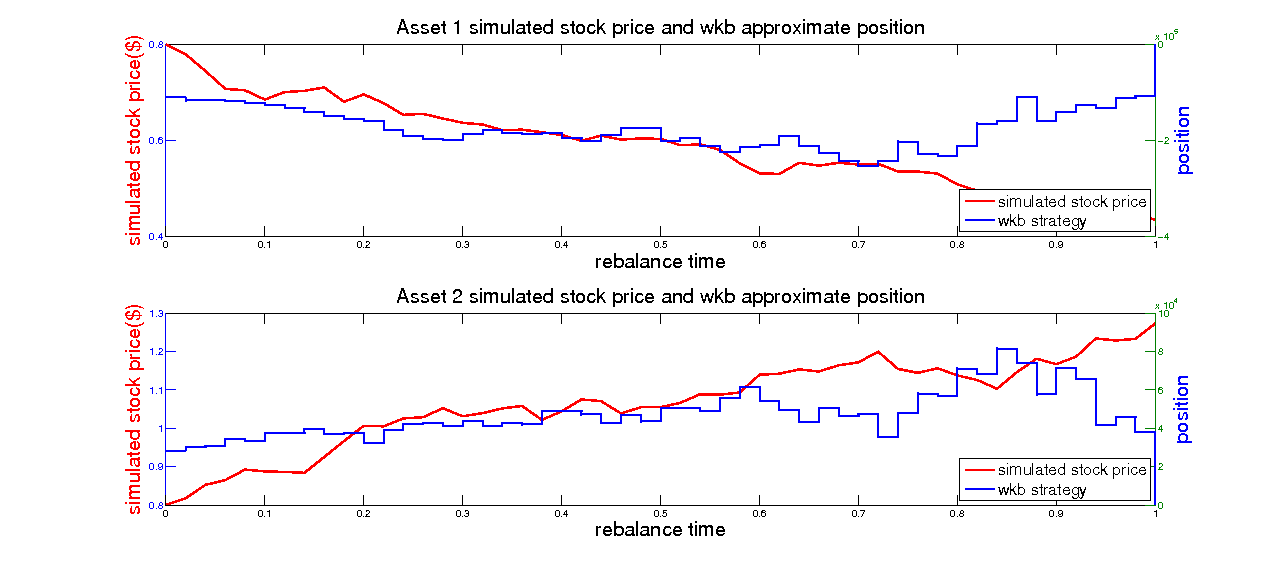 Asset 1 simulated stock price and wkb approximate position
x 10^5
0.8
0.6
0.4
simulated stock price($)
0
−2
−4
position
simulated stock price
wkb strategy
0 0.1 0.2 0.3 0.4 0.5 0.6 0.7 0.8 0.9 1
rebalance time
Asset 2 simulated stock price and wkb approximate position
x 10^4
1.3
1.2
1.1
1
0.9
0.8
simulated stock price($)
10
8
6
4
2
0
position
simulated stock price
wkb strategy
0 0.1 0.2 0.3 0.4 0.5 0.6 0.7 0.8 0.9 1
rebalance time